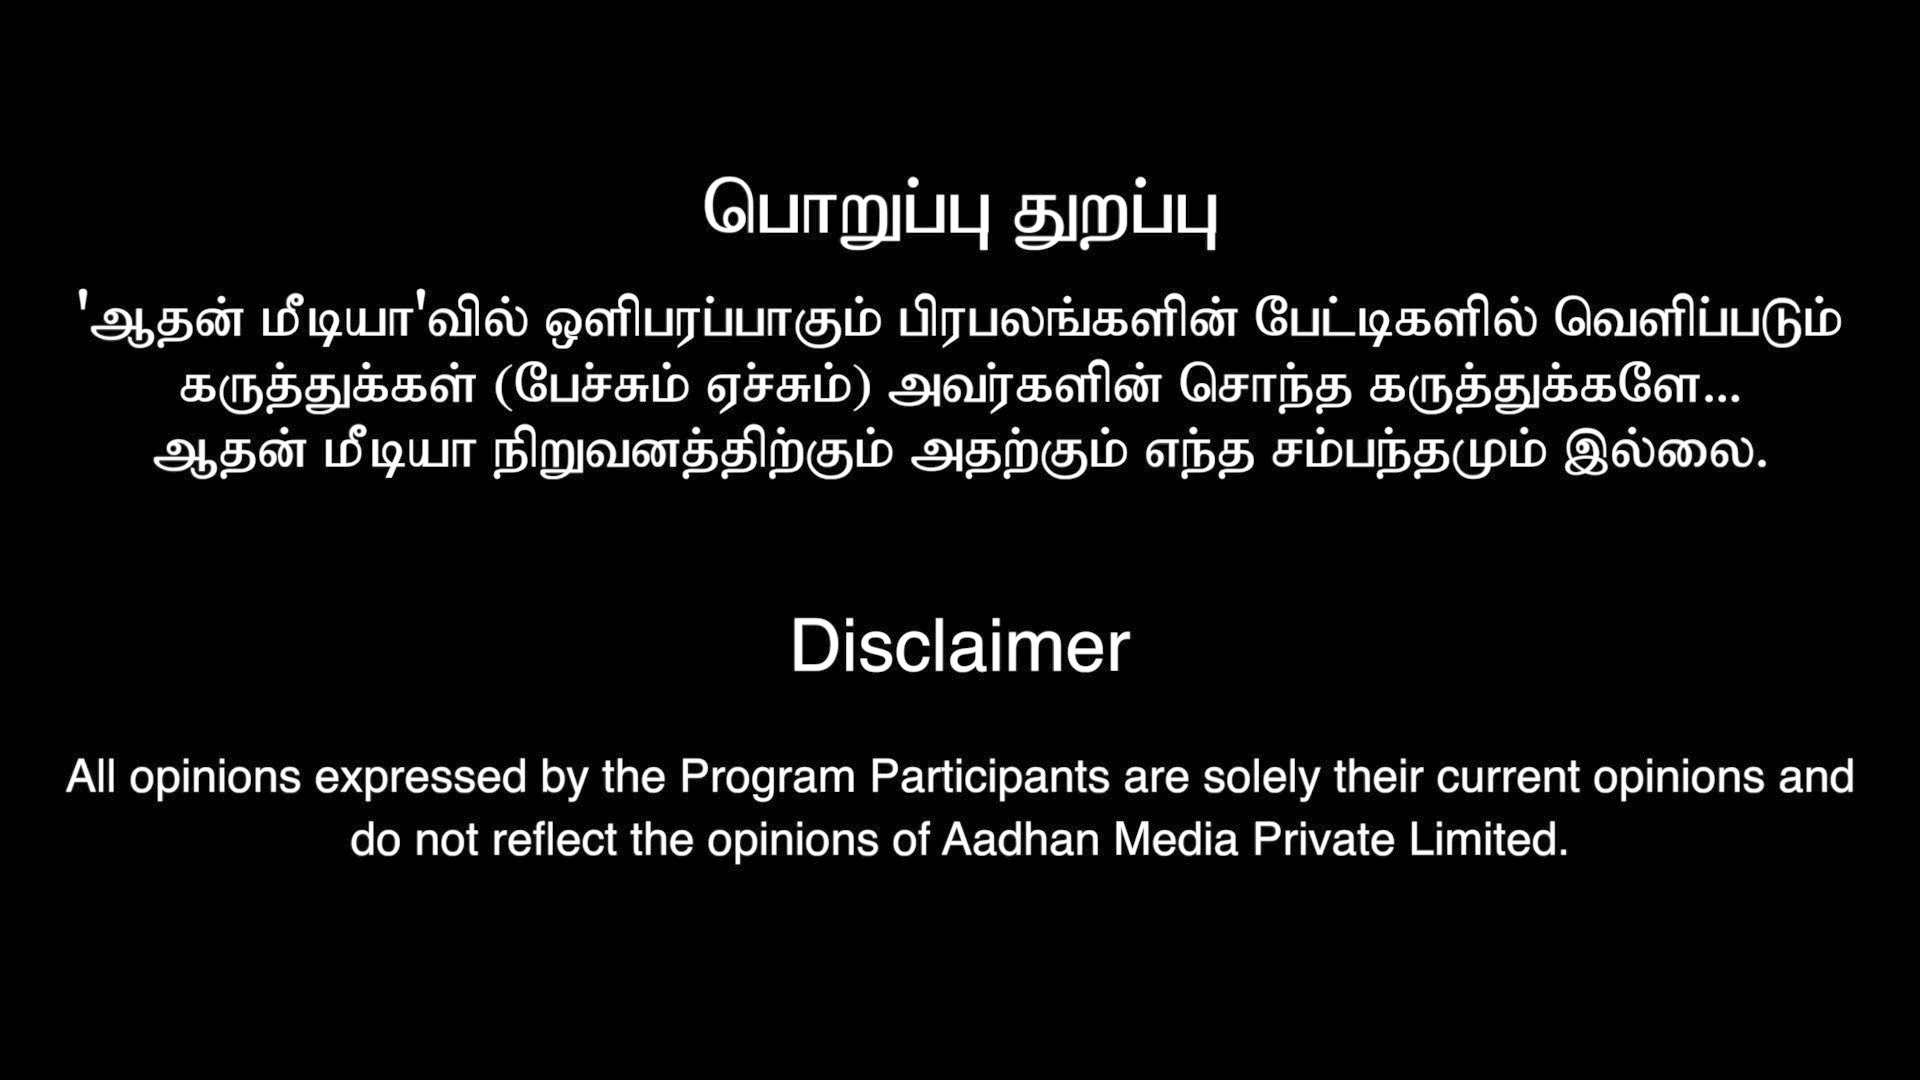 பொறுப்பு துறப்பு
'ஆதன் மீடியா'வில் ஒளிபரப்பாகும் பிரபலங்களின் பேட்டிகளில் வெளிப்படும்
கருத்துக்கள் (பேச்சும் ஏச்சும்) அவர்களின் சொந்த கருத்துக்களே...
ஆதன் மீடியா நிறுவனத்திற்கும் அதற்கும் எந்த சம்பந்தமும் இல்லை.
Disclaimer
All opinions expressed by the Program Participants are solely their current opinions and
do not reflect the opinions of Aadhan Media Private Limited.